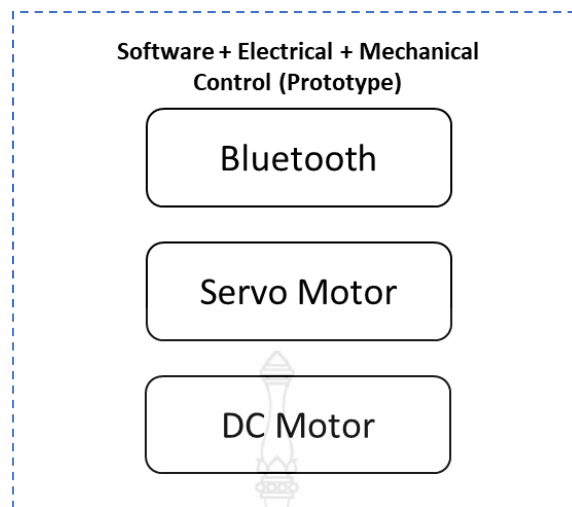 Software + Electrical + Mechanical
Control (Prototype)
Bluetooth
Servo Motor
DC Motor